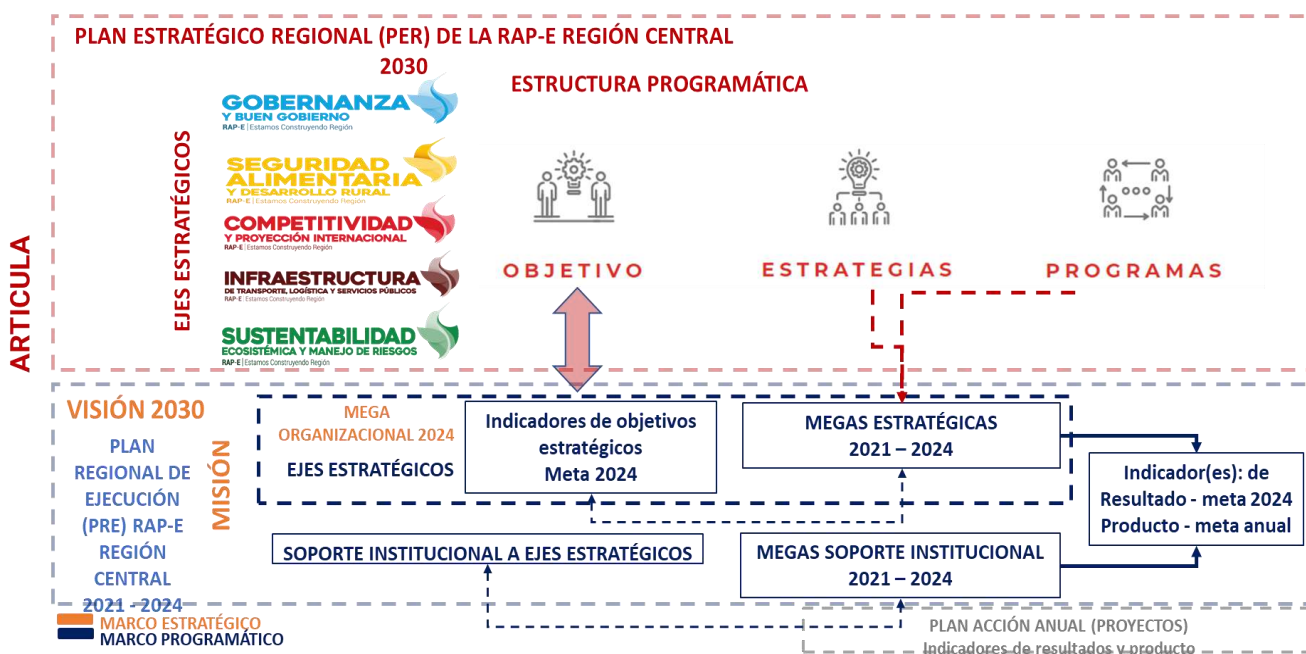 PLAN ESTRATÉGICO REGIONAL (PER) DE LA RAP-E REGIÓN CENTRAL
2030
ESTRUCTURA PROGRAMÁTICA
ARTICULA
EJES ESTRATÉGICOS
GOBERNANZA
Y BUEN GOBIERNO
RAP-E | Estamos Construyendo Región
SEGURIDAD
ALIMENTARIA
Y DESARROLLO RURAL
RAP-E | Estamos Construyendo Región
COMPETITIVIDAD
Y PROYECCIÓN INTERNACIONAL
RAP-E | Estamos Construyendo Región
INFRAESTRUCTURA
DE TRANSPORTE, LOGÍSTICA Y SERVICIOS PÚBLICOS
RAP-E | Estamos Construyendo Región
SUSTENTABILIDAD
ECOSISTÉMICA Y MANEJO DE RIESGOS
RAP-E | Estamos Construyendo Región
OBJETIVO
ESTRATEGIAS
PROGRAMAS
VISIÓN 2030
PLAN
REGIONAL DE
EJECUCIÓN
(PRE) RAP-E
REGIÓN
CENTRAL
2021 - 2024
MISIÓN
MEGA
ORGANIZACIONAL 2024
EJES ESTRATÉGICOS
Indicadores de objetivos
estratégicos
Meta 2024
MEGAS ESTRATÉGICAS
2021 – 2024
Indicador(es): de
Resultado - meta 2024
Producto - meta anual
SOPORTE INSTITUCIONAL A EJES ESTRATÉGICOS
MEGAS SOPORTE INSTITUCIONAL
2021 – 2024
MARCO ESTRATÉGICO
MARCO PROGRAMÁTICO
PLAN ACCIÓN ANUAL (PROYECTOS)
Indicadores de resultados y producto